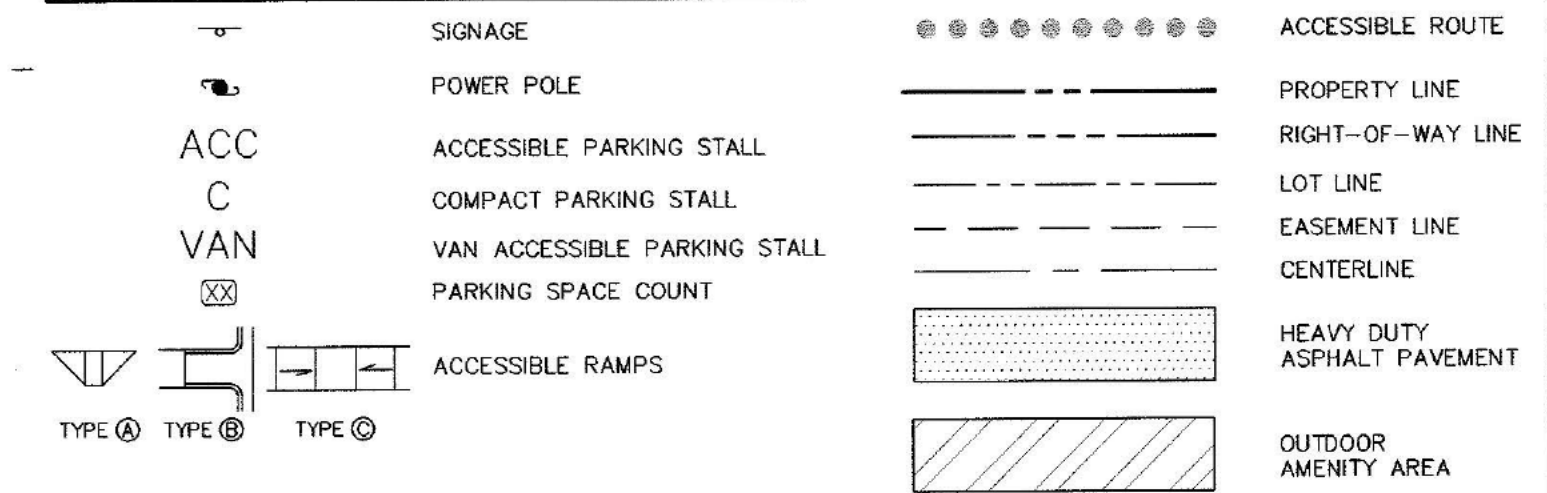 SIGNAGE
POWER POLE
ACC ACCESSIBLE PARKING STALL
C COMPACT PARKING STALL
VAN VAN ACCESSIBLE PARKING STALL
XX PARKING SPACE COUNT
ACCESSIBLE RAMPS
TYPE A TYPE B TYPE C
ACCESSIBLE ROUTE
PROPERTY LINE
RIGHT-OF-WAY LINE
LOT LINE
EASEMENT LINE
CENTERLINE
HEAVY DUTY
ASPHALT PAVEMENT
OUTDOOR
AMENITY AREA